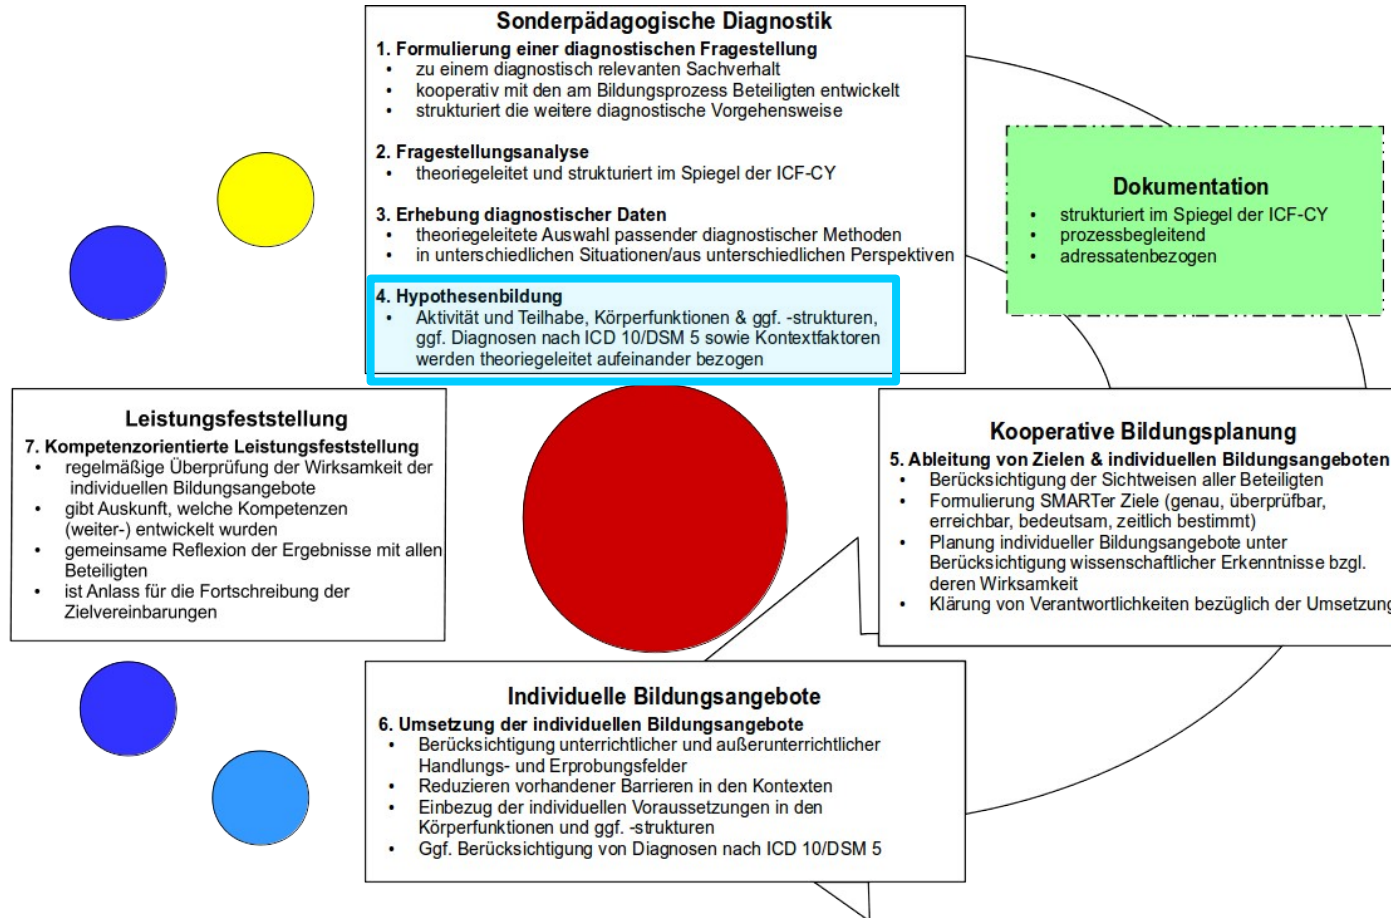 Sonderpädagogische Diagnostik
1. Formulierung einer diagnostischen Fragestellung
• zu einem diagnostisch relevanten Sachverhalt
• kooperativ mit den am Bildungsprozess Beteiligten entwickelt
• strukturiert die weitere diagnostische Vorgehensweise
2. Fragestellungsanalyse
• theoriegeleitet und strukturiert im Spiegel der ICF-CY
3. Erhebung diagnostischer Daten
• theoriegeleitete Auswahl passender diagnostischer Methoden
• in unterschiedlichen Situationen/aus unterschiedlichen Perspektiven
4. Hypothesenbildung
• Aktivität und Teilhabe, Körperfunktionen & ggf. -strukturen,
ggf. Diagnosen nach ICD 10/DSM 5 sowie Kontextfaktoren
werden theoriegeleitet aufeinander bezogen
Dokumentation
• strukturiert im Spiegel der ICF-CY
• prozessbegleitend
• adressatenbezogen
Kooperative Bildungsplanung
5. Ableitung von Zielen & individuellen Bildungsangeboten
• Berücksichtigung der Sichtweisen aller Beteiligten
• Formulierung SMARTer Ziele (genau, überprüfbar,
erreichbar, bedeutsam, zeitlich bestimmt)
• Planung individueller Bildungsangebote unter
Berücksichtigung wissenschaftlicher Erkenntnisse bzgl.
deren Wirksamkeit
• Klärung von Verantwortlichkeiten bezüglich der Umsetzung
Individuelle Bildungsangebote
6. Umsetzung der individuellen Bildungsangebote
• Berücksichtigung unterrichtlicher und außerunterrichtlicher
Handlungs- und Erprobungsfelder
• Reduzieren vorhandener Barrieren in den Kontexten
• Einbezug der individuellen Voraussetzungen in den
Körperfunktionen und ggf. -strukturen
• Ggf. Berücksichtigung von Diagnosen nach ICD 10/DSM 5
Leistungsfeststellung
7. Kompetenzorientierte Leistungsfeststellung
• regelmäßige Überprüfung der Wirksamkeit der
individuellen Bildungsangebote
• gibt Auskunft, welche Kompetenzen
(weiter-) entwickelt wurden
• gemeinsame Reflexion der Ergebnisse mit allen
Beteiligten
• ist Anlass für die Fortschreibung der
Zielvereinbarungen